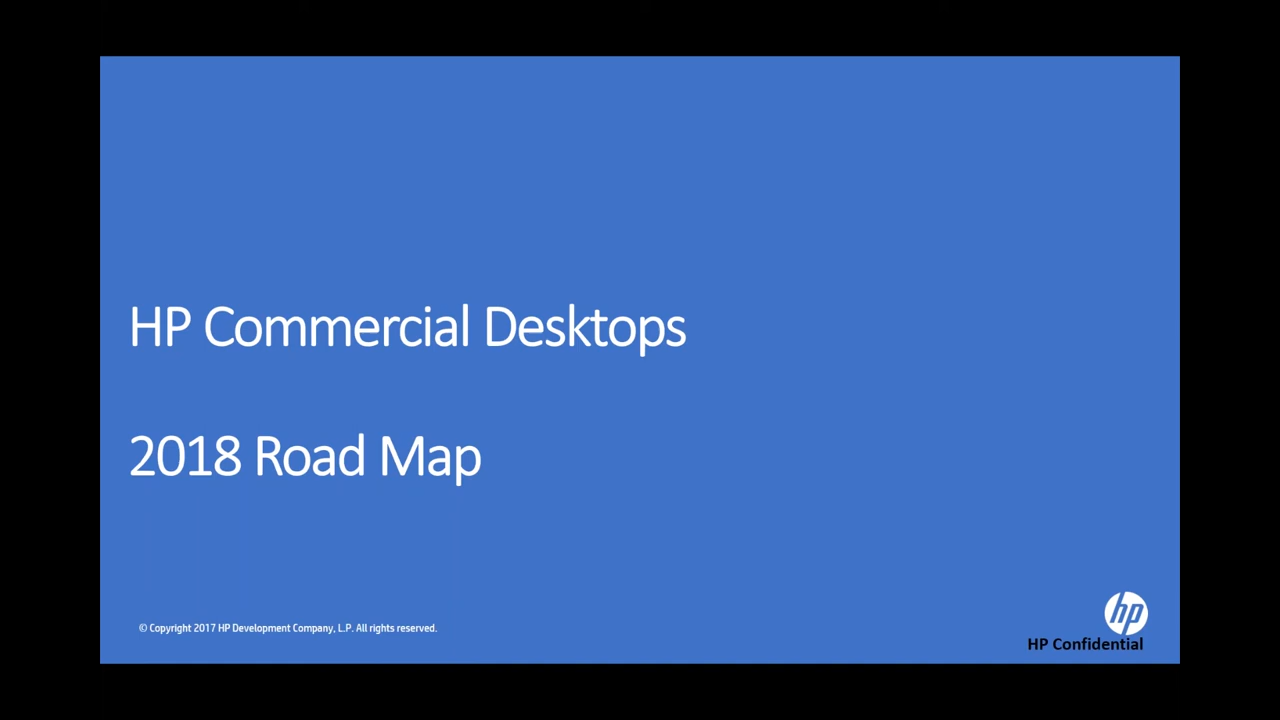 HP Commercial Desktops
2018 Road Map
© Copyright 2017 HP Development Company, L.P. All rights reserved.
hp
HP Confidential